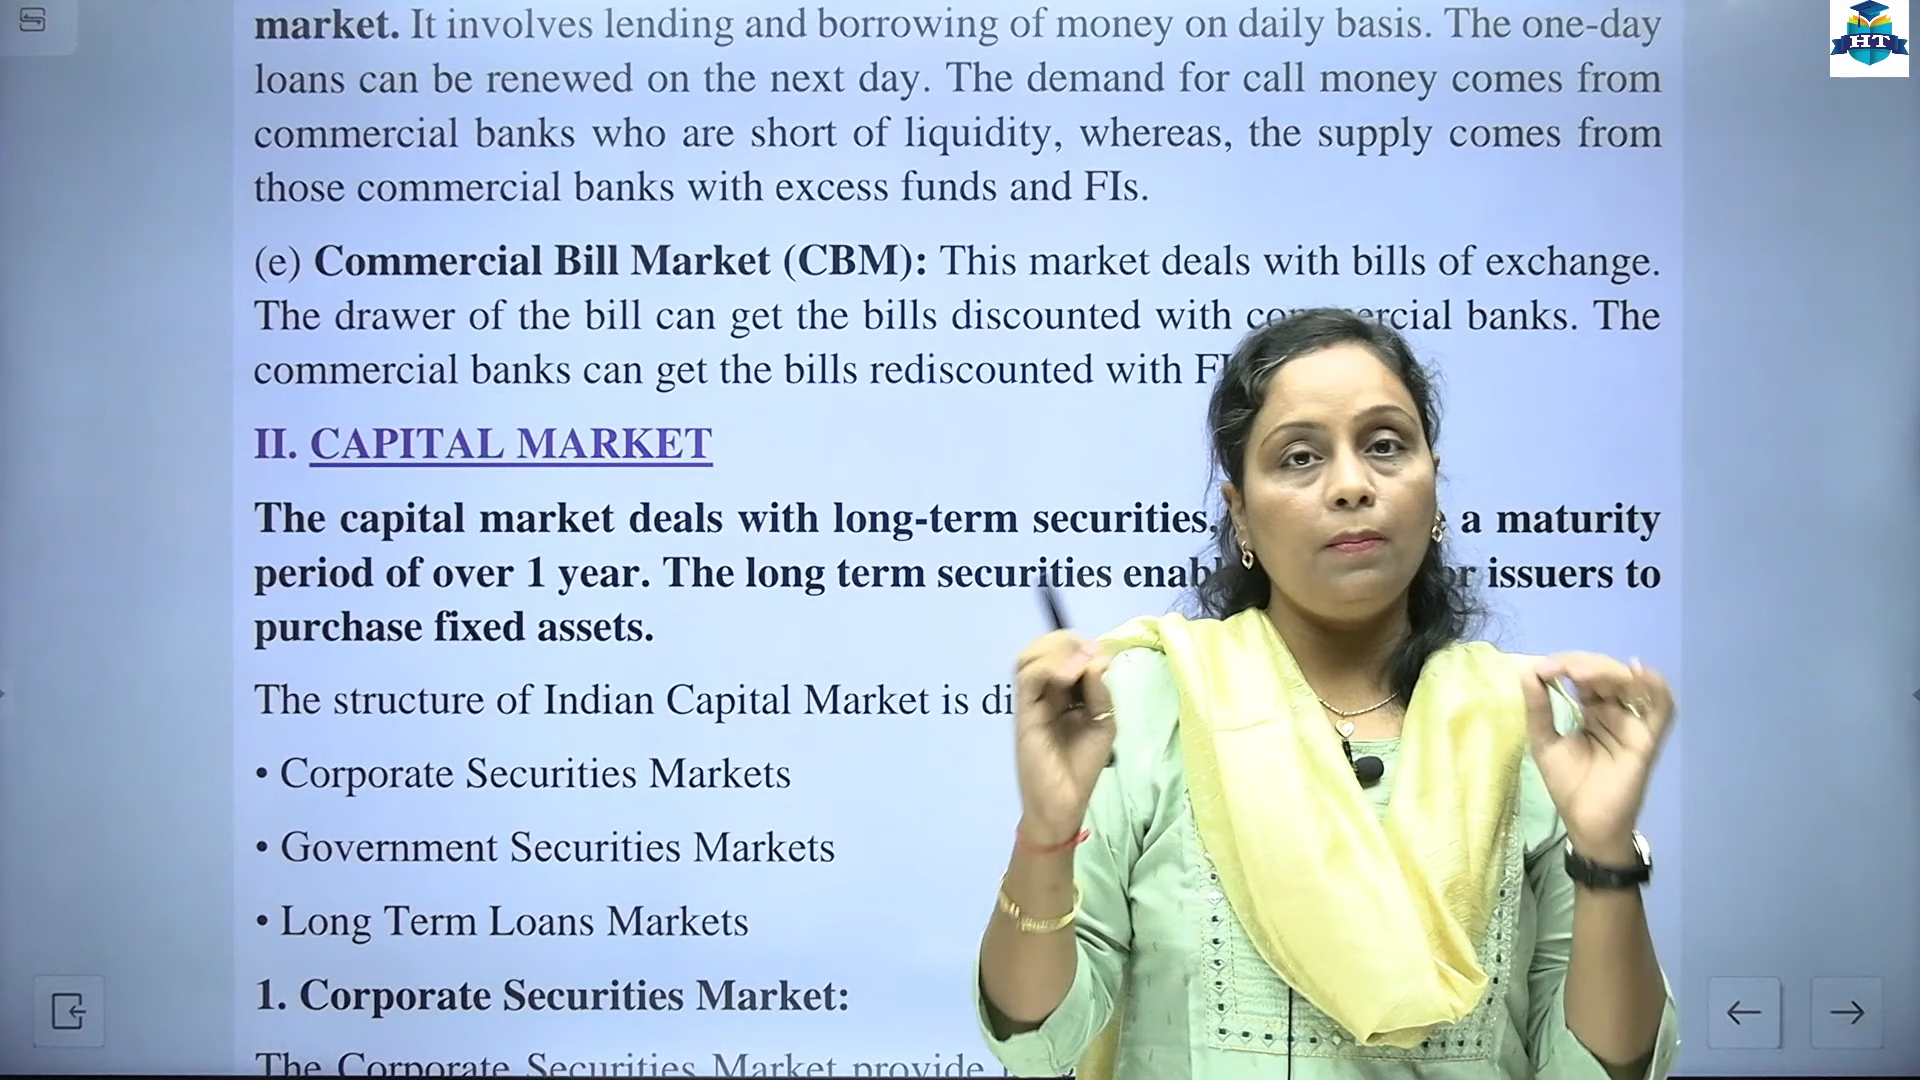 market. It involves lending and borrowing of money on daily basis. The one-day
loans can be renewed on the next day. The demand for call money comes from
commercial banks who are short of liquidity, whereas, the supply comes from
those commercial banks with excess funds and FIs.
(e) Commercial Bill Market (CBM): This market deals with bills of exchange.
The drawer of the bill can get the bills discounted with banks. The
commercial banks can get the bills rediscounted with
II. CAPITAL MARKET
The capital market deals with long-term securities, a maturity
period of over 1 year. The long term securities issuers to
purchase fixed assets.
The structure of Indian Capital Market is
• Corporate Securities Markets
• Government Securities Markets
• Long Term Loans Markets
1. Corporate Securities Market:
The Corporate Securities Market provide
HT